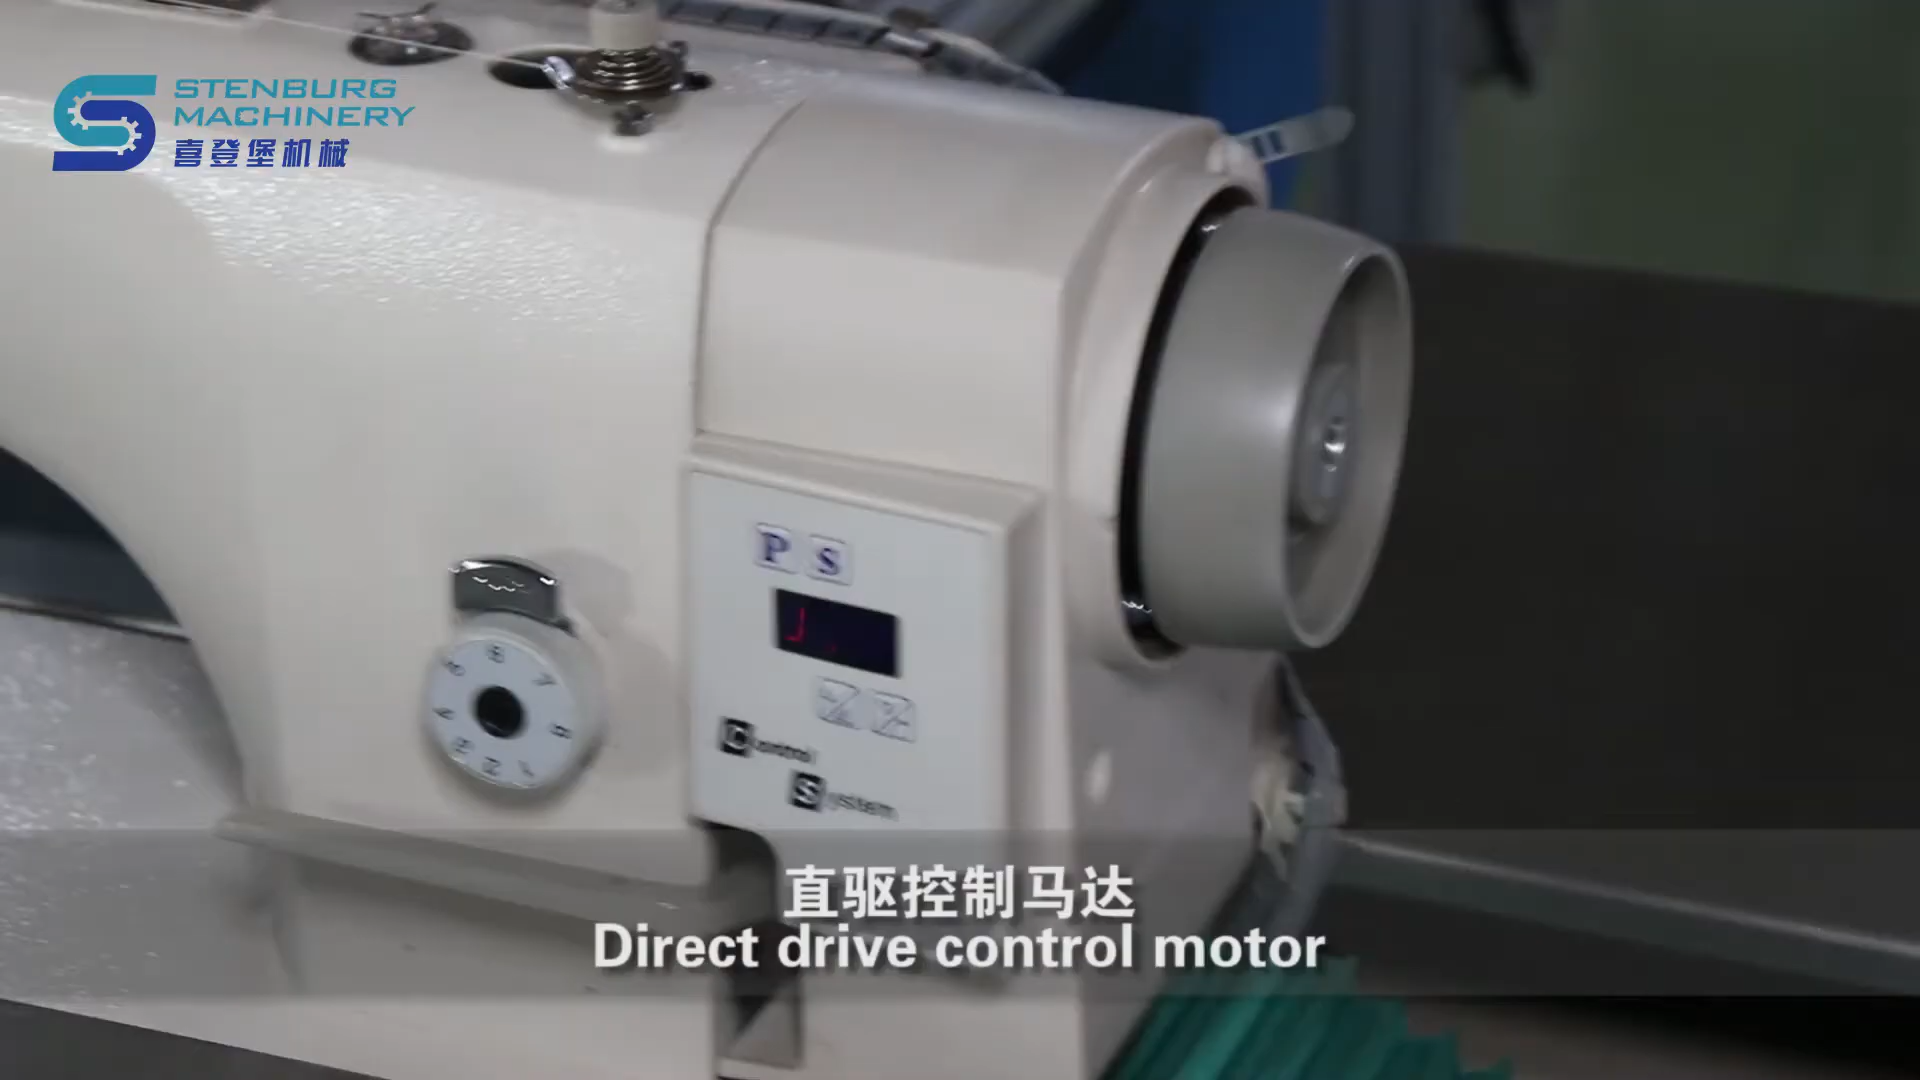 STENBURG
MACHINERY
喜登堡机械
P S
Control
System
直驱控制马达
Direct drive control motor